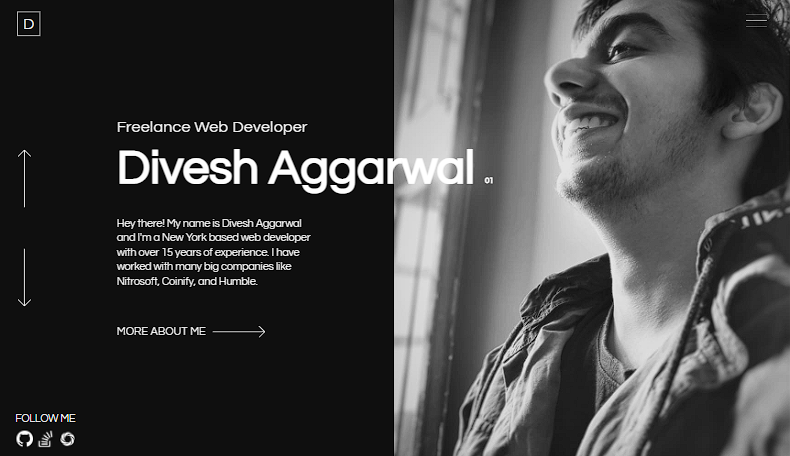 D
Freelance Web Developer
Divesh Aggarwal 01
Hey there! My name is Divesh Aggarwal
and I'm a New York based web developer
with over 15 years of experience. I have
worked with many big companies like
Nitrosoft, Coinify, and Humble.
MORE ABOUT ME
FOLLOW ME